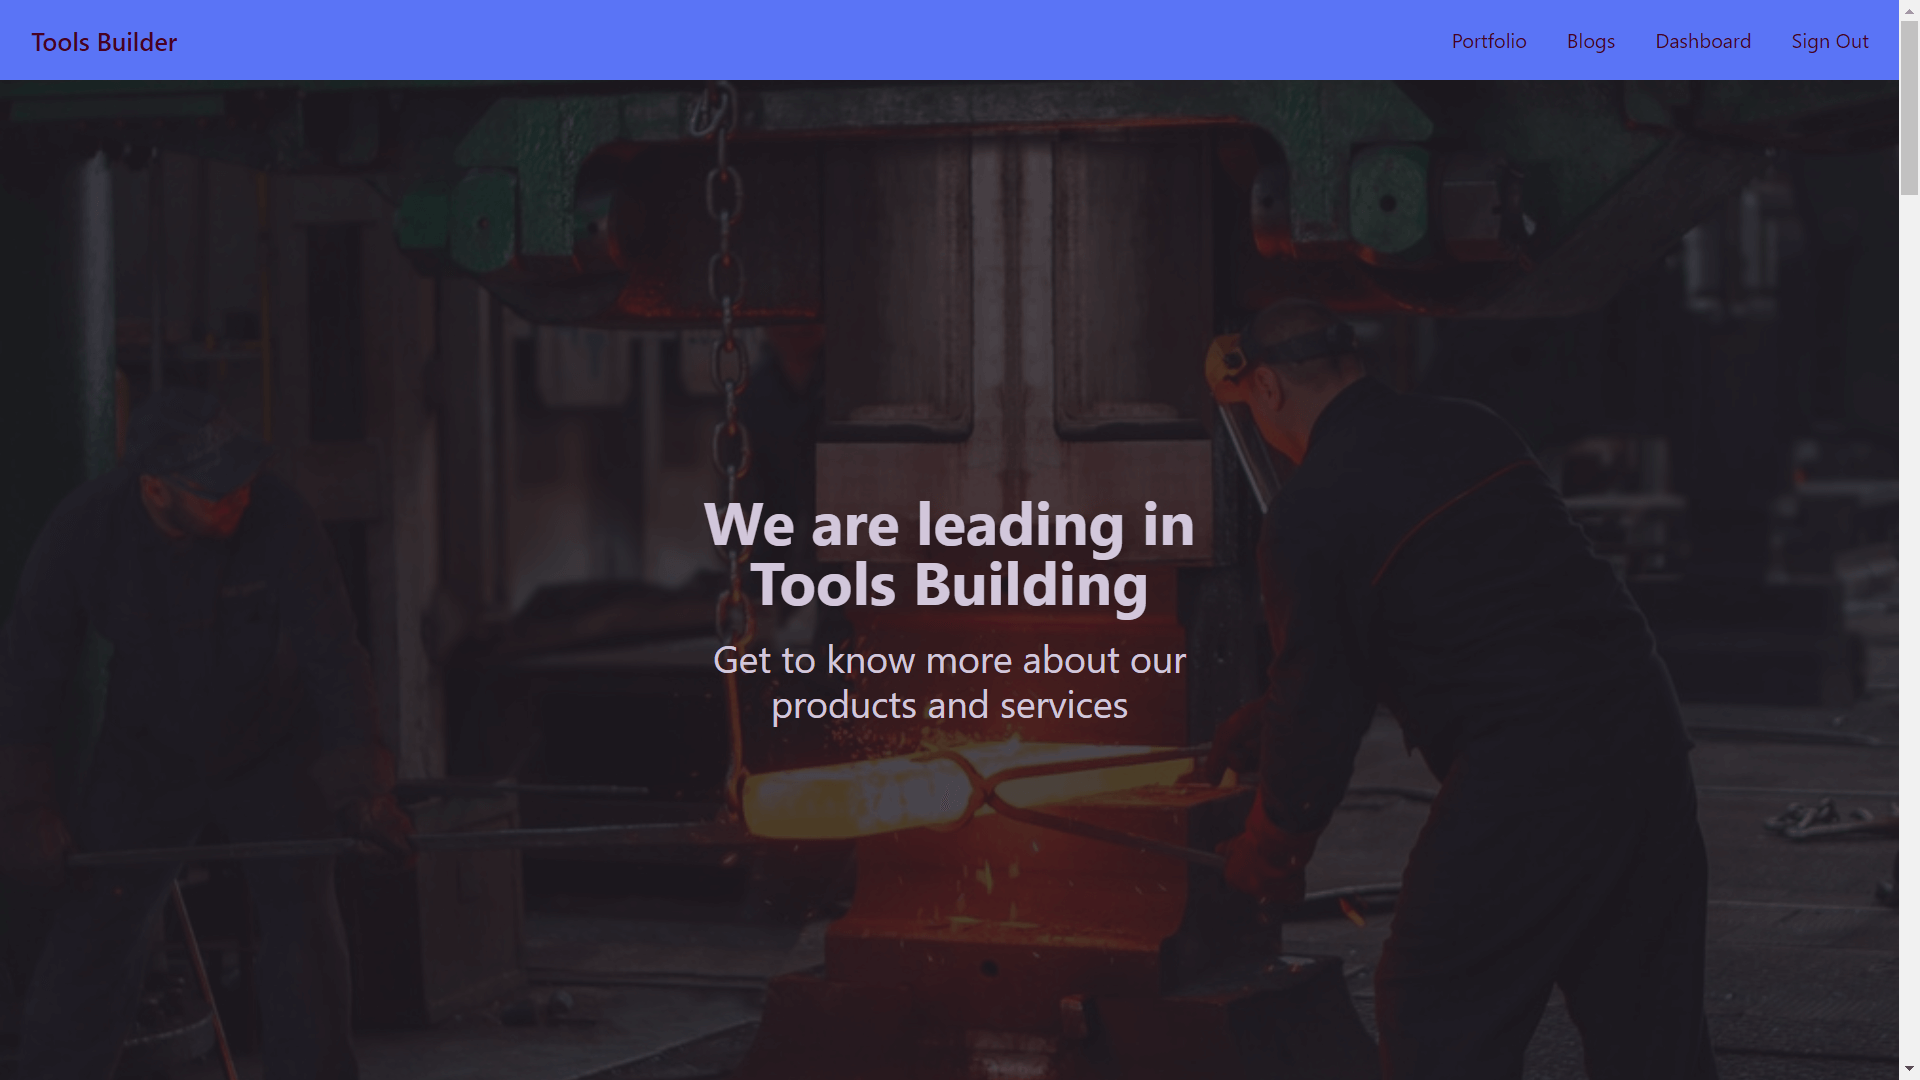 Tools Builder
Portfolio Blogs Dashboard Sign Out
We are leading in
Tools Building
Get to know more about our
products and services